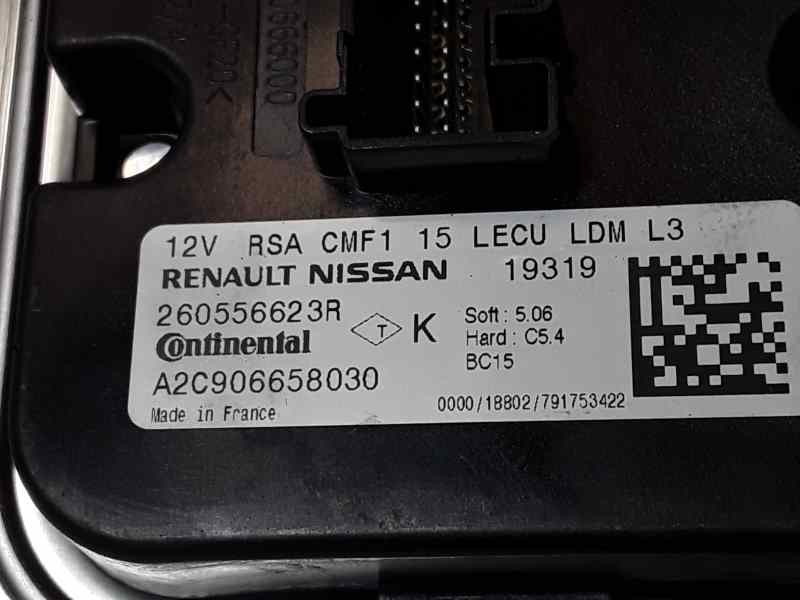 12V RSA CMF1 15 LECU LDM L3
RENAULT NISSAN 19319
260556623R
Continental
T
K
Soft: 5.06
Hard: C5.4
BC15
A2C906658030
Made in France
0000/18802/791753422